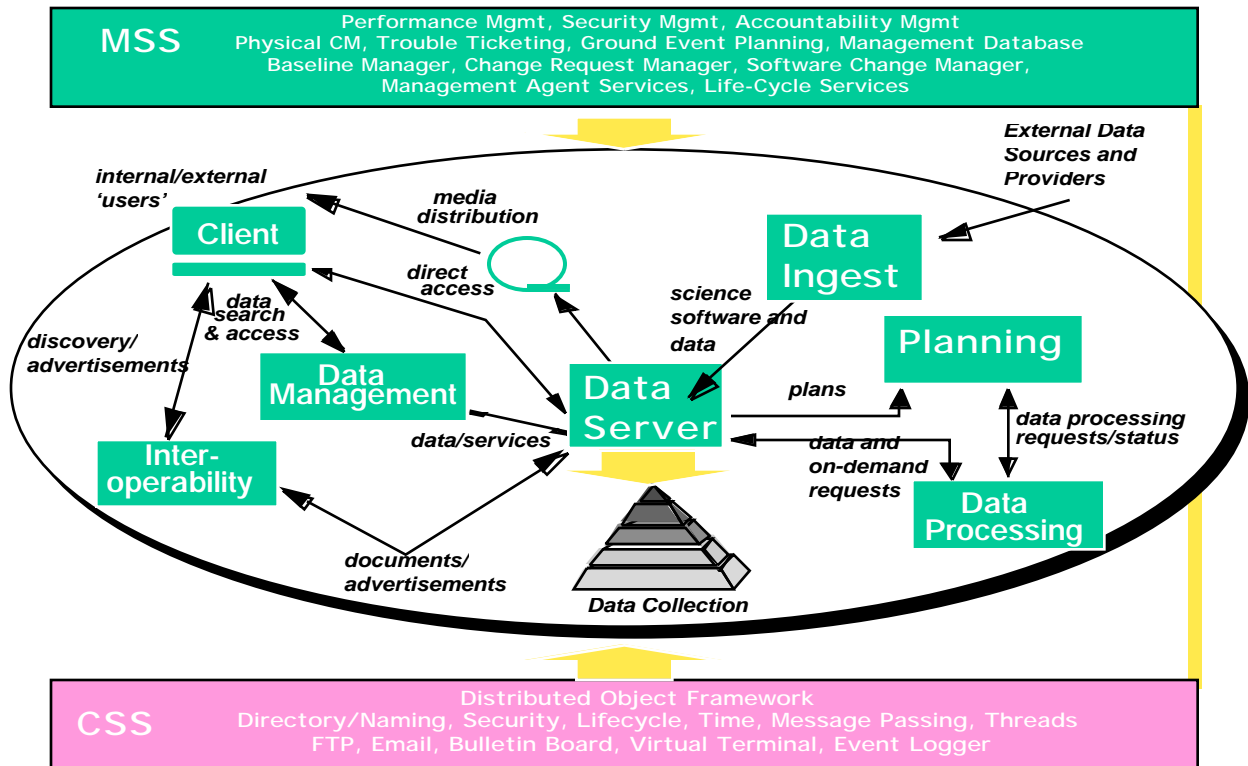 MSS
Performance Mgmt, Security Mgmt, Accountability Mgmt
Physical CM, Trouble Ticketing, Ground Event Planning, Management Database
Baseline Manager, Change Request Manager, Software Change Manager,
Management Agent Services, Life-Cycle Services
External Data
Sources and
Providers
internal/external
‘users’
Client
media
distribution
Data
Ingest
direct
access
data
search
& access
science
software and
data
discovery/
advertisements
Planning
Data
Management
Data
Server
plans
data/services
data processing
requests/status
data and
on-demand
requests
Inter-
operability
Data
Processing
documents/
advertisements
Data Collection
CSS
Distributed Object Framework
Directory/Naming, Security, Lifecycle, Time, Message Passing, Threads
FTP, Email, Bulletin Board, Virtual Terminal, Event Logger